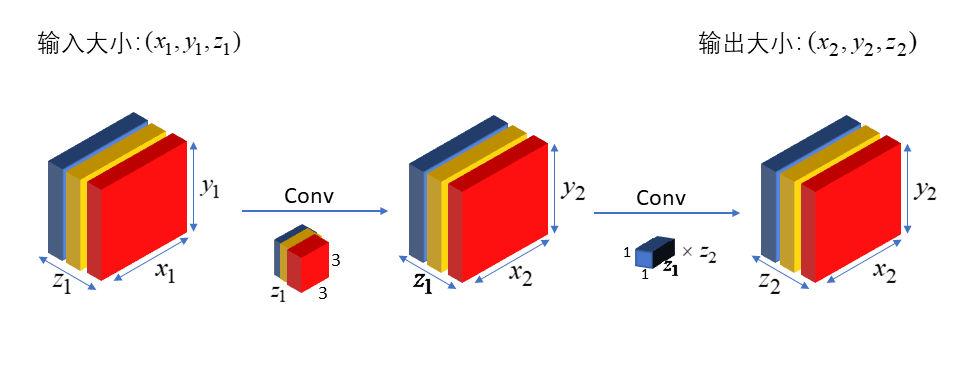 输入大小:(x₁, y₁, z₁)
输出大小: (x₂, y₂, z₂)
y₁
x₁
z₁
Conv
3
3
z₁
y₂
x₂
z₁
Conv
1
1
z₁
× z₂
y₂
x₂
z₂